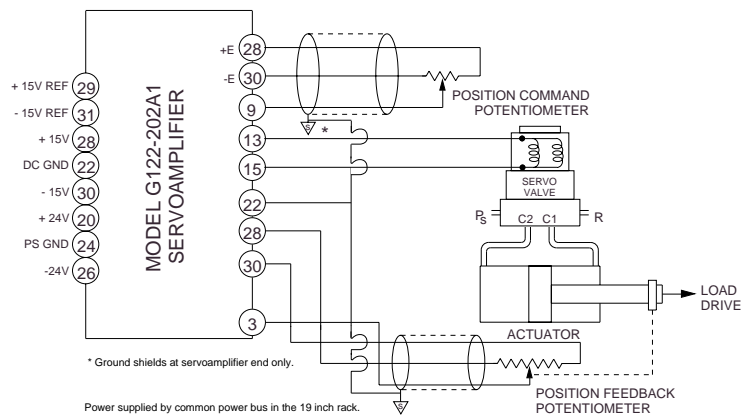 +E 28
-E 30
9
13
15
22
28
30
3
+ 15V REF 29
- 15V REF 31
+ 15V 28
DC GND 22
- 15V 30
+ 24V 20
PS GND 24
-24V 26
MODEL G122-202A1
SERVOAMPLIFIER
S
*
POSITION COMMAND
POTENTIOMETER
SERVO
VALVE
PS C2 C1 R
LOAD
DRIVE
ACTUATOR
* Ground shields at servoamplifier end only.
S
POSITION FEEDBACK
POTENTIOMETER
Power supplied by common power bus in the 19 inch rack.